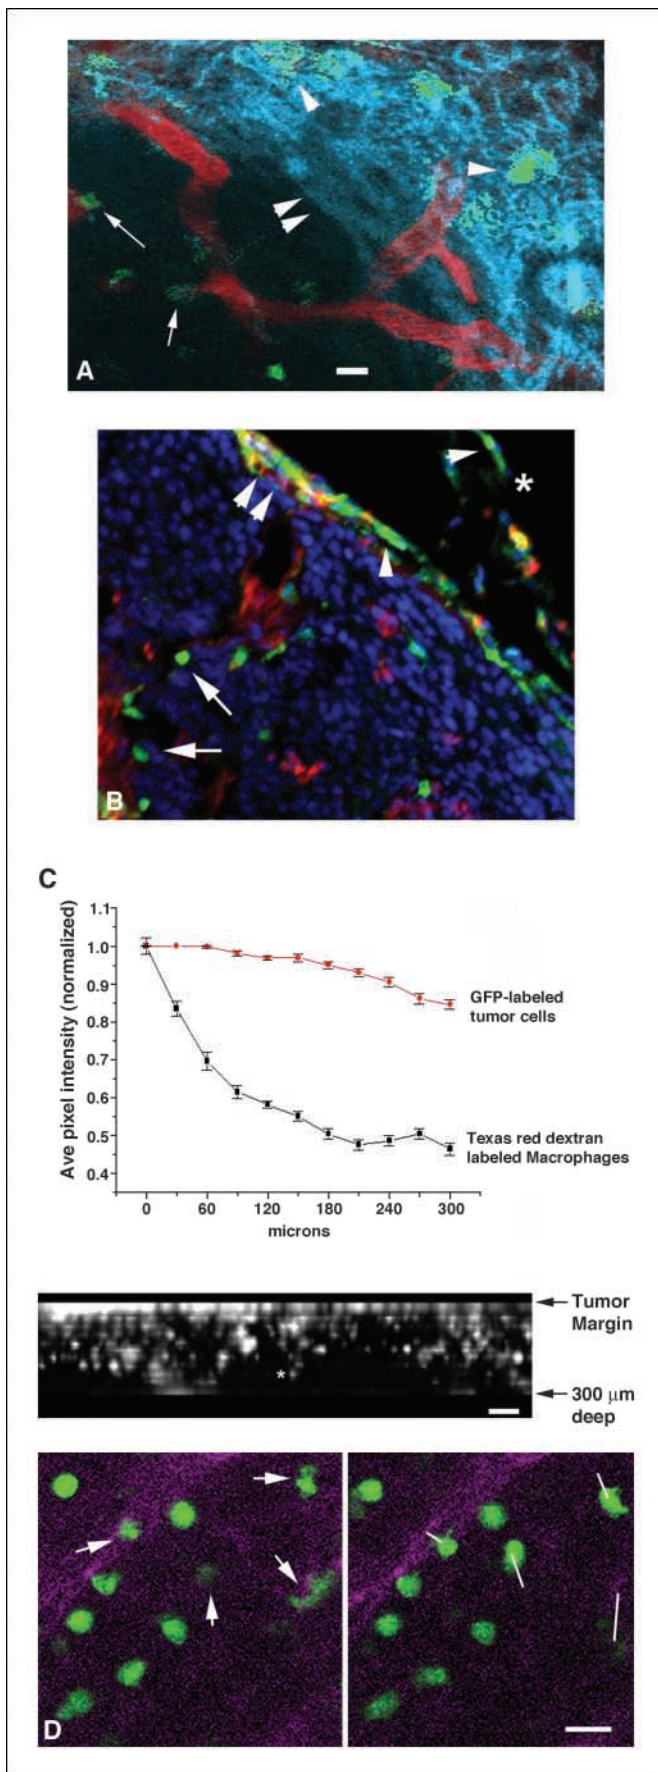 A
*
B
C
1.1
1.0
0.9
0.8
0.7
0.6
0.5
0.4
Ave pixel intensity (normalized)
0 60 120 180 240 300
microns
GFP-labeled
tumor cells
Texas red dextran
labeled Macrophages
Tumor
Margin
*
300 μm
deep
D